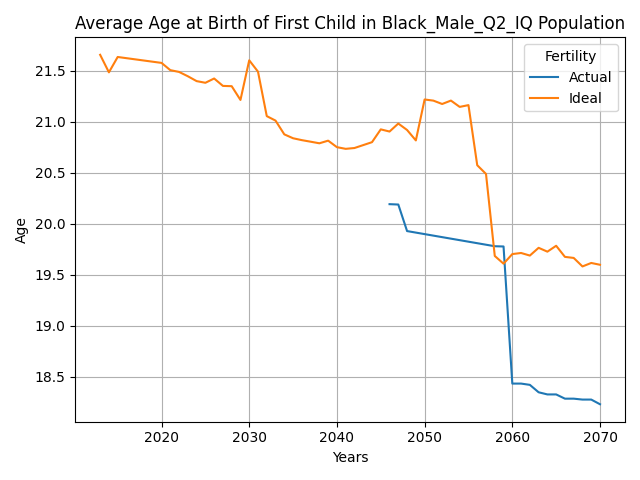 Average Age at Birth of First Child in Black_Male_Q2_IQ Population
Fertility
Actual
Ideal
21.5
21.0
20.5
20.0
19.5
19.0
18.5
Age
2020
2030
2040
2050
2060
2070
Years